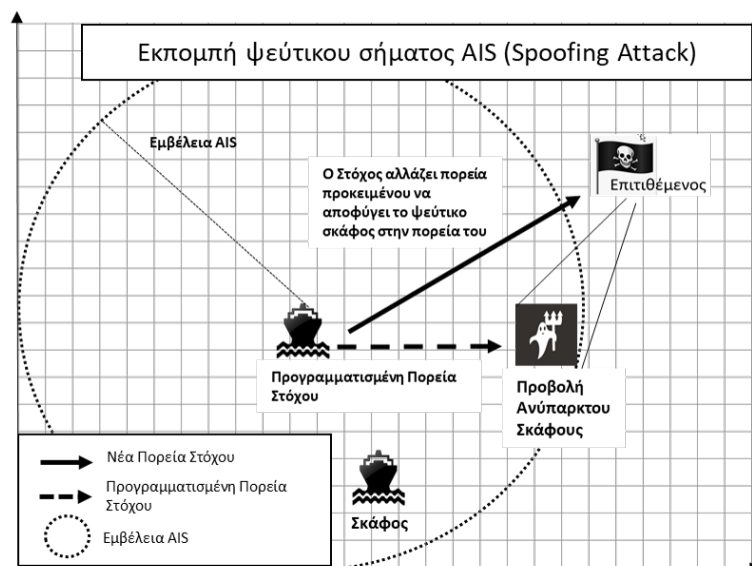 Εκπομπή ψεύτικου σήματος AIS (Spoofing Attack)
Εμβέλεια AIS
Ο Στόχος αλλάζει πορεία
προκειμένου να
αποφύγει το ψεύτικο
σκάφος στην πορεία του
Επιτιθέμενος
Προγραμματισμένη Πορεία
Στόχου
Προβολή
Ανύπαρκτου
Σκάφους
Σκάφος
Νέα Πορεία Στόχου
Προγραμματισμένη Πορεία
Στόχου
Εμβέλεια AIS